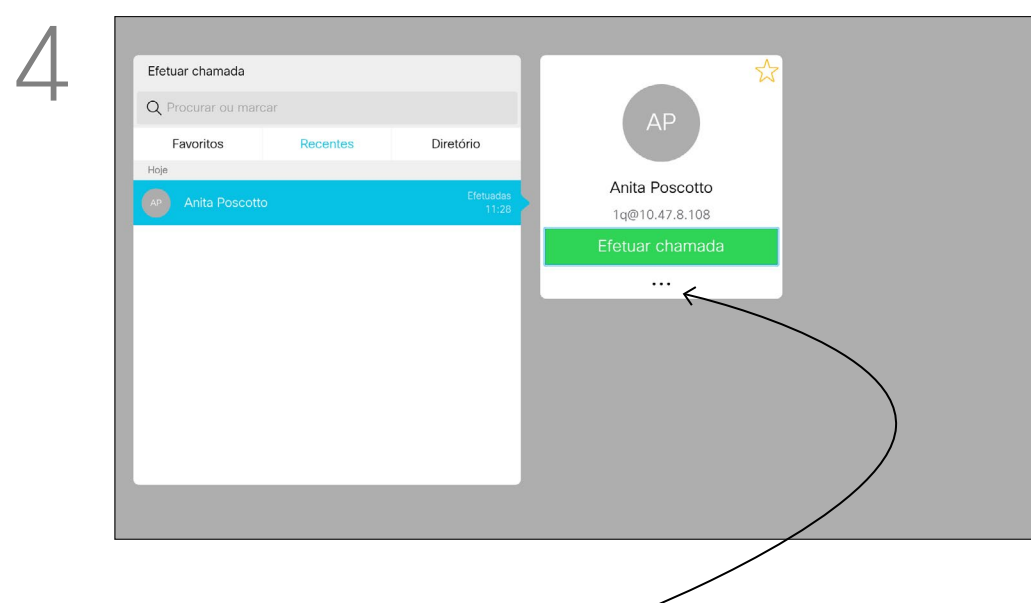 4
Efetuar chamada
Procurar ou marcar
Favoritos Recentes Diretório
Hoje
AP Anita Poscotto Efetuadas
11:28
AP
Anita Poscotto
1q@10.47.8.108
Efetuar chamada
...